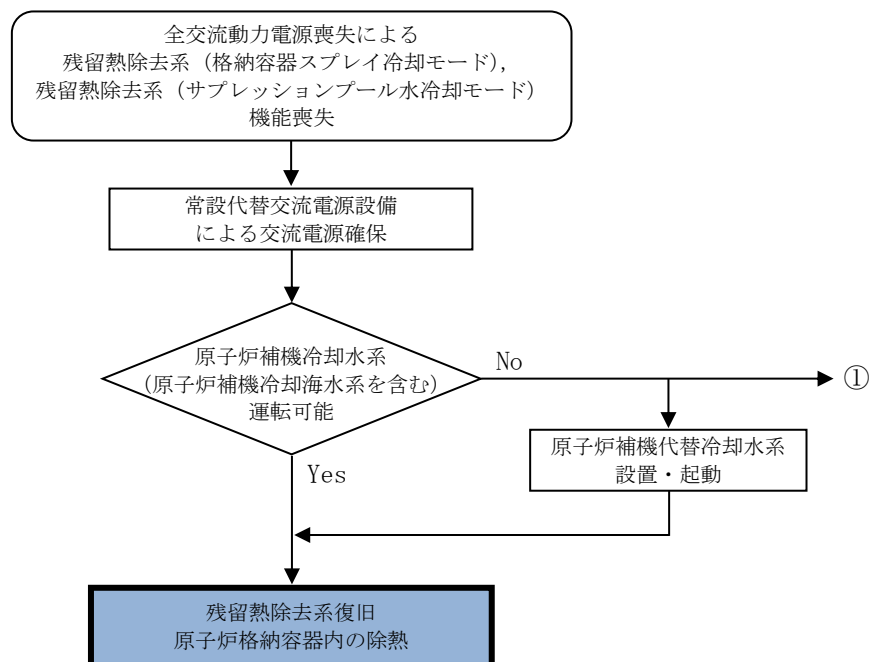 全交流動力電源喪失による
残留熱除去系（格納容器スプレイ冷却モード），
残留熱除去系（サプレッションプール水冷却モード）
機能喪失
常設代替交流電源設備
による交流電源確保
原子炉補機冷却水系
（原子炉補機冷却海水系を含む）
運転可能
No
①
原子炉補機代替冷却水系
設置・起動
Yes
残留熱除去系復旧
原子炉格納容器内の除熱